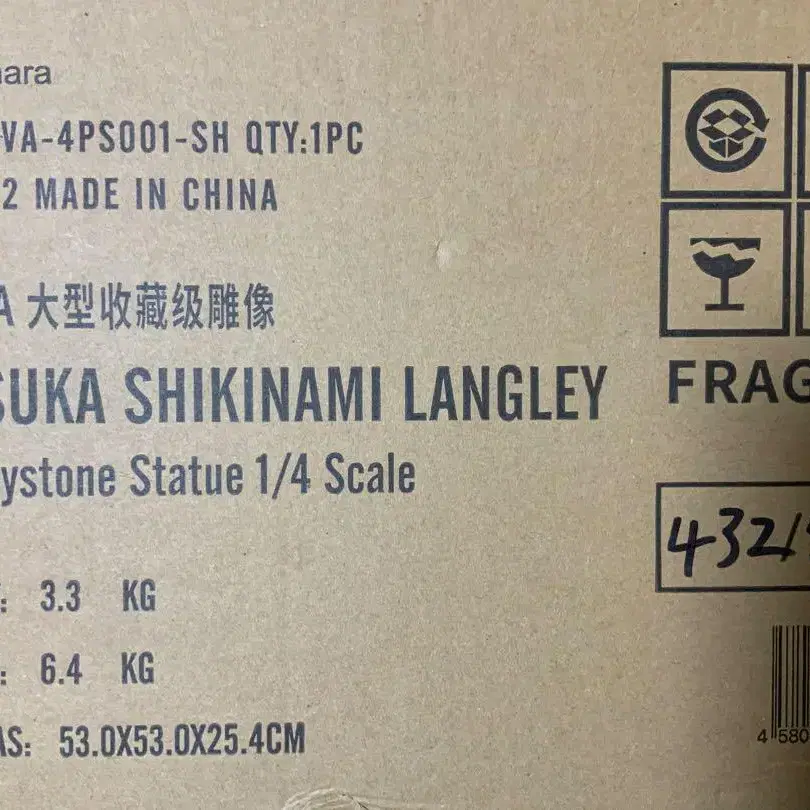 ara
VA-4PS001-SH QTY:1PC
2 MADE IN CHINA
A 大型收藏级雕像
SUKA SHIKINAMI LANGLEY
ystone Statue 1/4 Scale
FRAG
432/
: 3.3 KG
: 6.4 KG
AS: 53.0X53.0X25.4CM
4 580